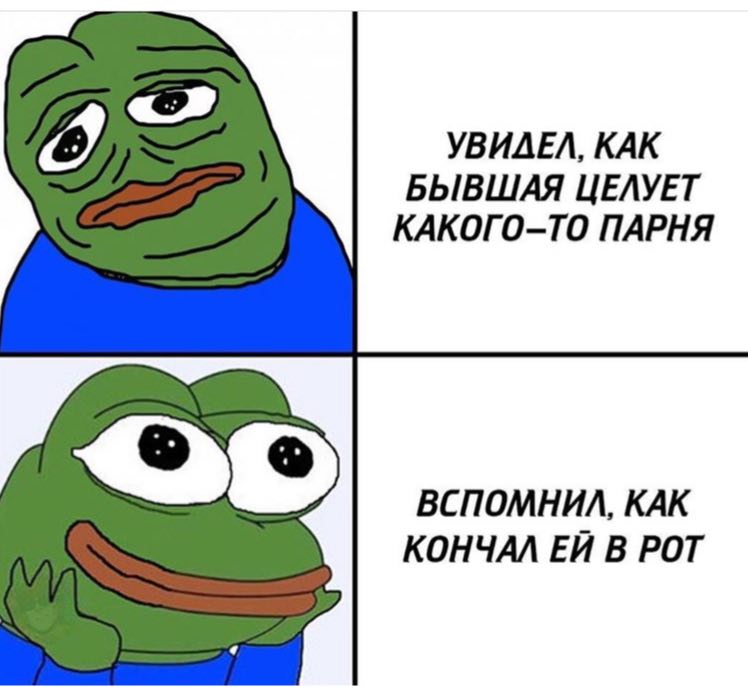 УВИДЕЛ, КАК
БЫВШАЯ ЦЕЛУЕТ
КАКОГО-ТО ПАРНЯ
ВСПОМНИЛ, КАК
КОНЧАЛ ЕЙ В РОТ